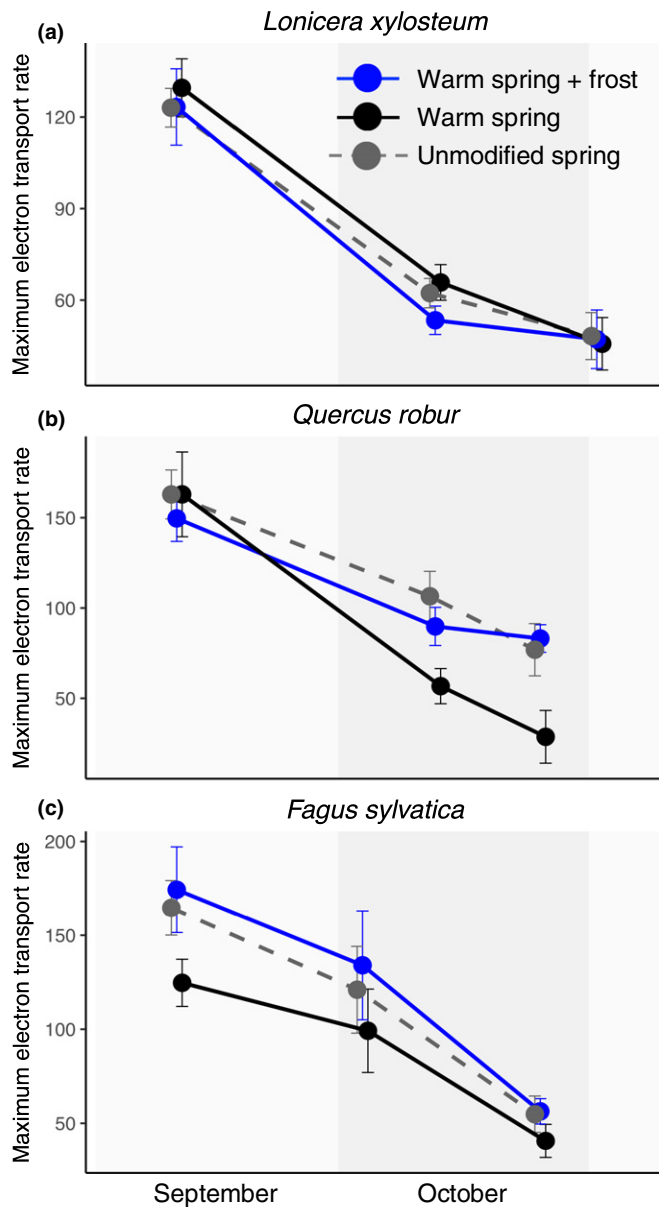 (a)
Lonicera xylosteum
Maximum electron transport rate
120
90
60
Warm spring + frost
Warm spring
Unmodified spring
(b)
Quercus robur
Maximum electron transport rate
150
100
50
(c)
Fagus sylvatica
Maximum electron transport rate
200
150
100
50
September
October